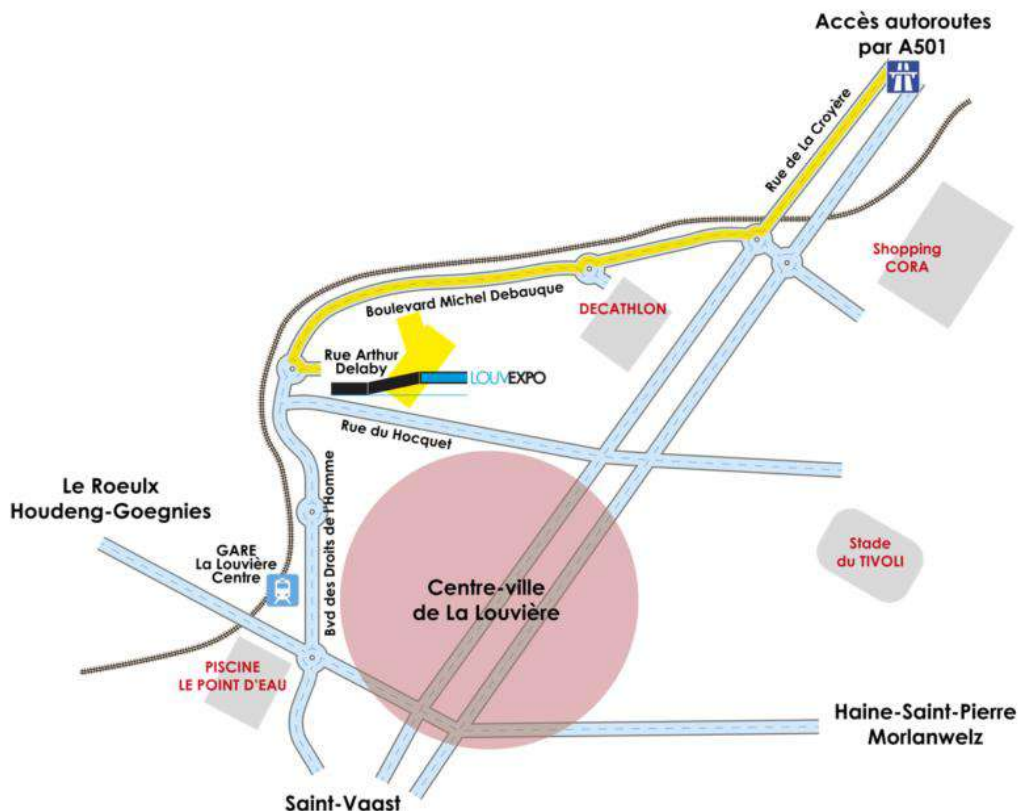 Accès autoroutes
par A501
Rue de La Croyère
Shopping
CORA
Boulevard Michel Debauque
DECATHLON
Rue Arthur
Delaby
LOUVEXPO
Rue du Hocquet
Le Roeulx
Houdeng-Goegnies
Bvd des Droits de l'Homme
GARE
La Louvière
Centre
Stade
du TIVOLI
Centre-ville
de La Louvière
PISCINE
LE POINT D'EAU
Haine-Saint-Pierre
Morlanwelz
Saint-Vaast